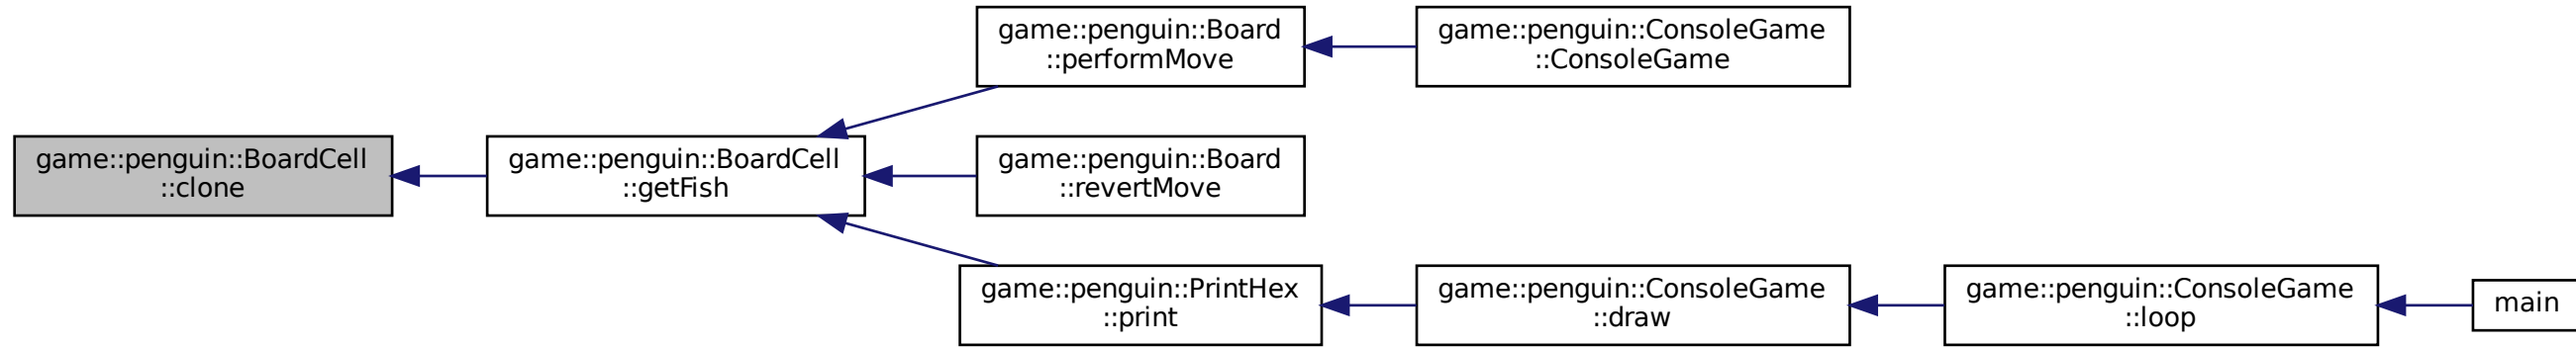 game::penguin::Board
::performMove
game::penguin::ConsoleGame
::ConsoleGame
game::penguin::BoardCell
::clone
game::penguin::BoardCell
::getFish
game::penguin::Board
::revertMove
game::penguin::PrintHex
::print
game::penguin::ConsoleGame
::draw
game::penguin::ConsoleGame
::loop
main